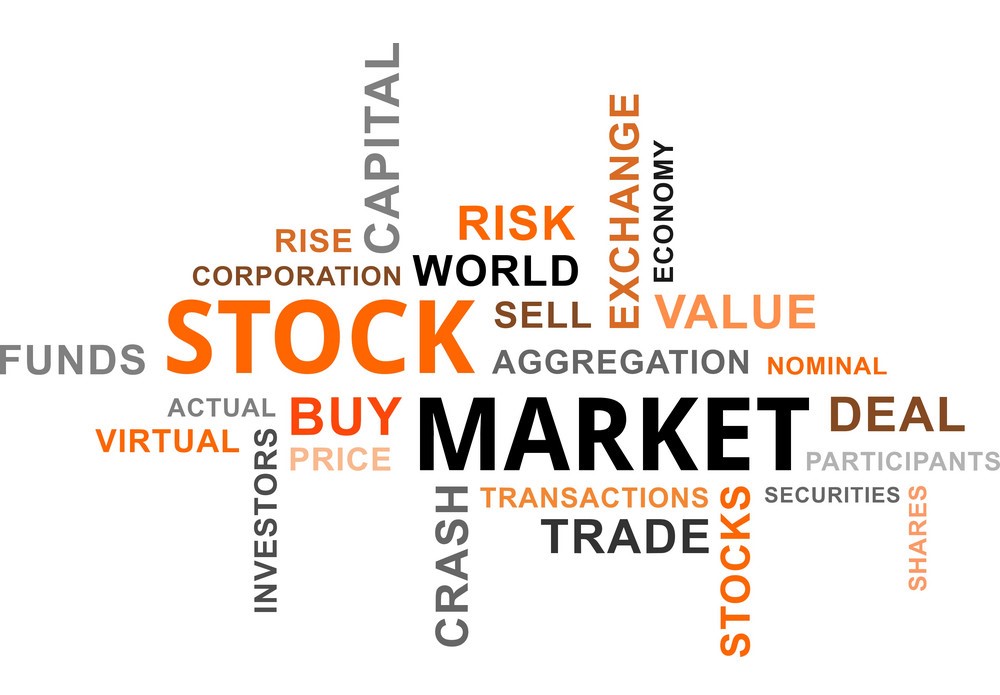 CAPITAL
EXCHANGE
ECONOMY
RISK
RISE
WORLD
CORPORATION
STOCK
SELL
VALUE
FUNDS
AGGREGATION
NOMINAL
ACTUAL
BUY
MARKET
DEAL
VIRTUAL
INVESTORS
PRICE
PARTICIPANTS
CRASH
TRANSACTIONS
STOCKS
SECURITIES
SHARES
TRADE